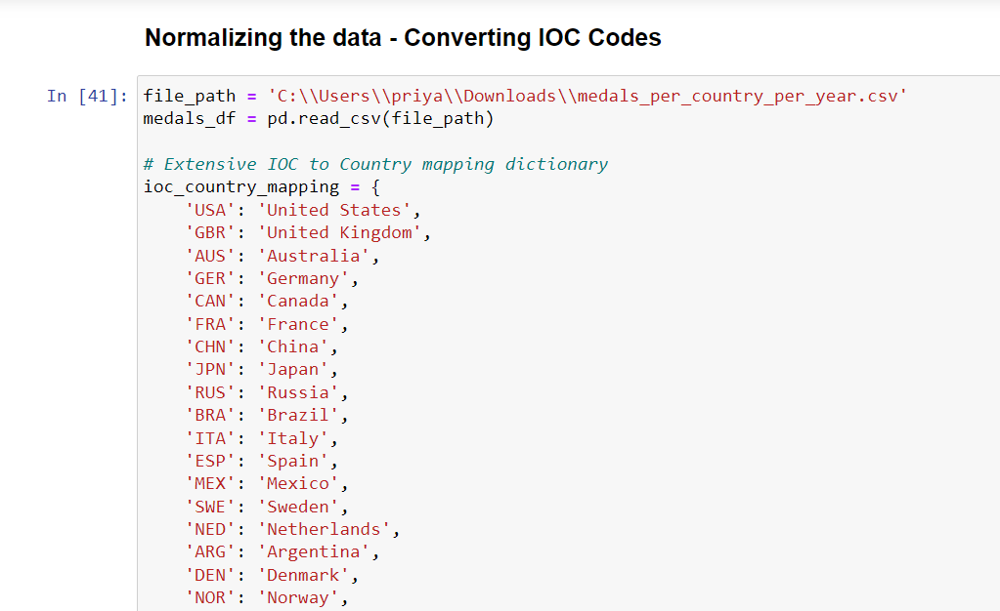 Normalizing the data - Converting IOC Codes
In [41]: file_path = 'C:\\Users\\priya\\Downloads\\medals_per_country_per_year.csv'
medals_df = pd.read_csv(file_path)
# Extensive IOC to Country mapping dictionary
ioc_country_mapping = {
    'USA': 'United States',
    'GBR': 'United Kingdom',
    'AUS': 'Australia',
    'GER': 'Germany',
    'CAN': 'Canada',
    'FRA': 'France',
    'CHN': 'China',
    'JPN': 'Japan',
    'RUS': 'Russia',
    'BRA': 'Brazil',
    'ITA': 'Italy',
    'ESP': 'Spain',
    'MEX': 'Mexico',
    'SWE': 'Sweden',
    'NED': 'Netherlands',
    'ARG': 'Argentina',
    'DEN': 'Denmark',
    'NOR': 'Norway',